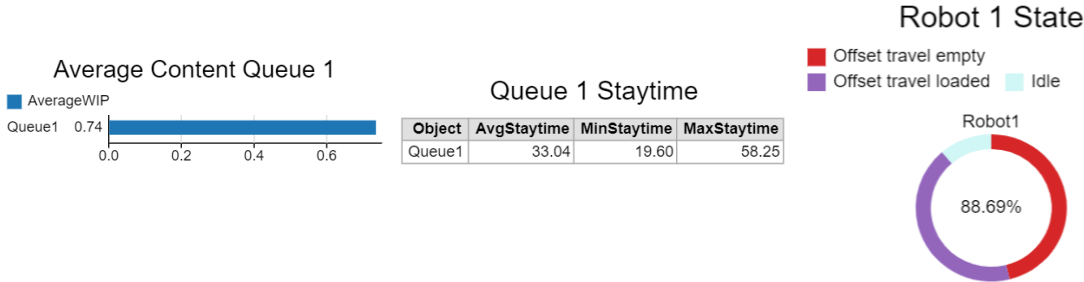 Average Content Queue 1
AverageWIP
Queue1 0.74
0.0 0.2 0.4 0.6
Queue 1 Staytime
Object AvgStaytime MinStaytime MaxStaytime
Queue1 33.04 19.60 58.25
Robot 1 State
Offset travel empty
Offset travel loaded Idle
Robot1
88.69%